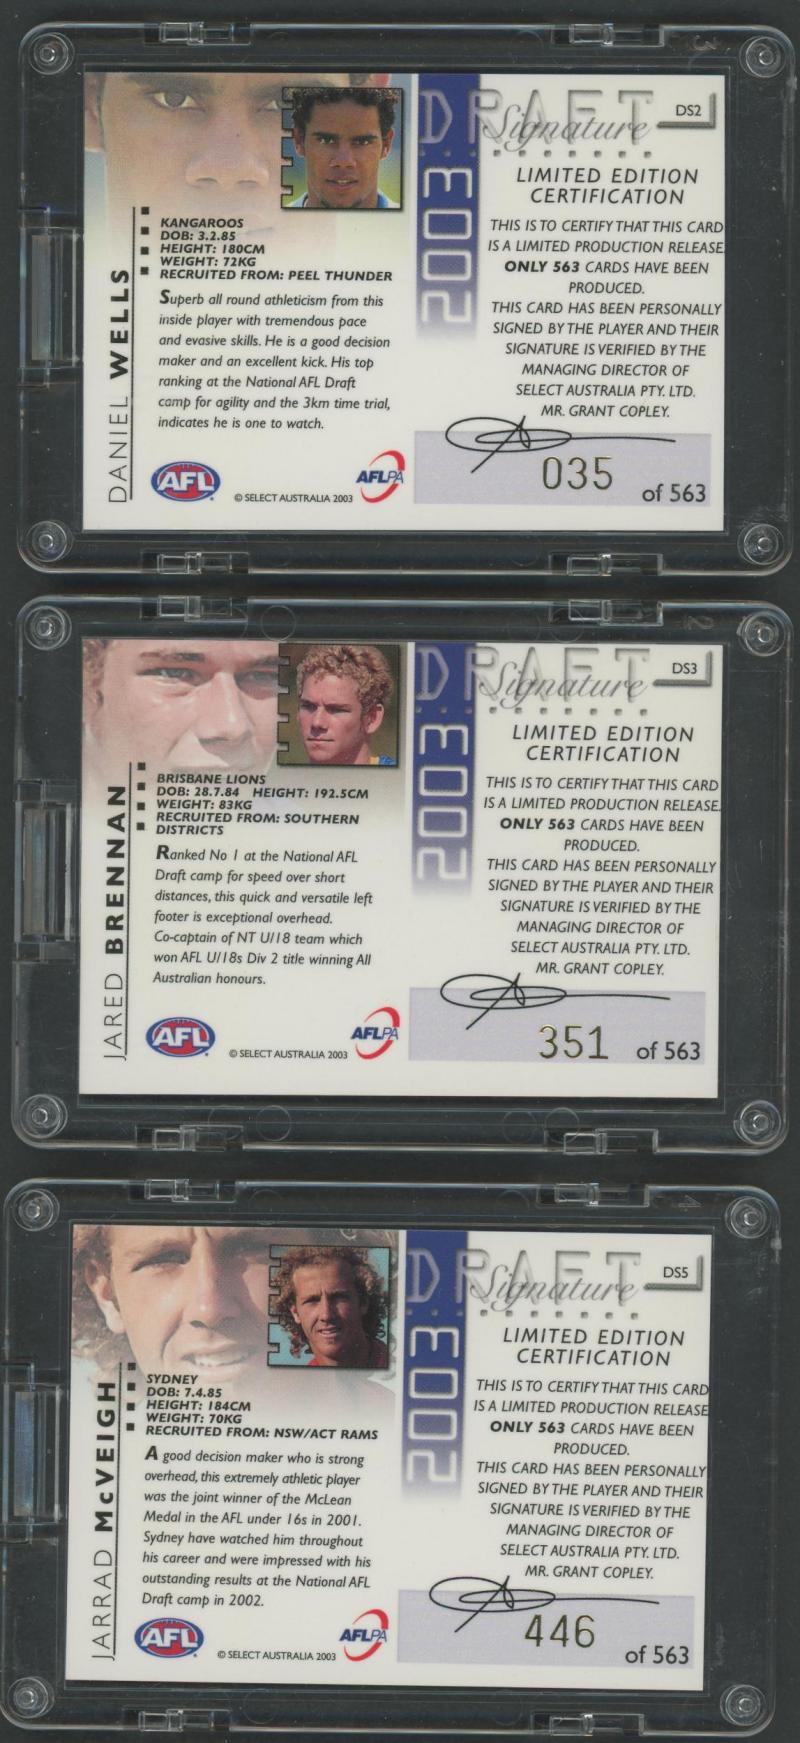 DRAFT
Signature
DS2
2003
LIMITED EDITION
CERTIFICATION
THIS IS TO CERTIFY THAT THIS CARD
IS A LIMITED PRODUCTION RELEASE.
ONLY 563 CARDS HAVE BEEN
PRODUCED.
THIS CARD HAS BEEN PERSONALLY
SIGNED BY THE PLAYER AND THEIR
SIGNATURE IS VERIFIED BY THE
MANAGING DIRECTOR OF
SELECT AUSTRALIA PTY. LTD.
MR. GRANT COPLEY.
035 of 563
DANIEL WELLS
KANGAROOS
DOB: 3.2.85
HEIGHT: 180CM
WEIGHT: 72KG
RECRUITED FROM: PEEL THUNDER
Superb all round athleticism from this
inside player with tremendous pace
and evasive skills. He is a good decision
maker and an excellent kick. His top
ranking at the National AFL Draft
camp for agility and the 3km time trial,
indicates he is one to watch.
AFL
© SELECT AUSTRALIA 2003
AFLPA
DRAFT
Signature
DS3
2003
LIMITED EDITION
CERTIFICATION
THIS IS TO CERTIFY THAT THIS CARD
IS A LIMITED PRODUCTION RELEASE.
ONLY 563 CARDS HAVE BEEN
PRODUCED.
THIS CARD HAS BEEN PERSONALLY
SIGNED BY THE PLAYER AND THEIR
SIGNATURE IS VERIFIED BY THE
MANAGING DIRECTOR OF
SELECT AUSTRALIA PTY. LTD.
MR. GRANT COPLEY.
351 of 563
JARED BRENNAN
BRISBANE LIONS
DOB: 28.7.84 HEIGHT: 192.5CM
WEIGHT: 83KG
RECRUITED FROM: SOUTHERN
DISTRICTS
Ranked No 1 at the National AFL
Draft camp for speed over short
distances, this quick and versatile left
footer is exceptional overhead.
Co-captain of NT U/18 team which
won AFL U/18s Div 2 title winning All
Australian honours.
AFL
© SELECT AUSTRALIA 2003
AFLPA
DRAFT
Signature
DS5
2003
LIMITED EDITION
CERTIFICATION
THIS IS TO CERTIFY THAT THIS CARD
IS A LIMITED PRODUCTION RELEASE
ONLY 563 CARDS HAVE BEEN
PRODUCED.
THIS CARD HAS BEEN PERSONALLY
SIGNED BY THE PLAYER AND THEIR
SIGNATURE IS VERIFIED BY THE
MANAGING DIRECTOR OF
SELECT AUSTRALIA PTY. LTD.
MR. GRANT COPLEY.
446 of 563
JARRAD McVEIGH
SYDNEY
DOB: 7.4.85
HEIGHT: 184CM
WEIGHT: 70KG
RECRUITED FROM: NSW/ACT RAMS
A good decision maker who is strong
overhead, this extremely athletic player
was the joint winner of the McLean
Medal in the AFL under 16s in 2001.
Sydney have watched him throughout
his career and were impressed with his
outstanding results at the National AFL
Draft camp in 2002.
AFL
© SELECT AUSTRALIA 2003
AFLPA